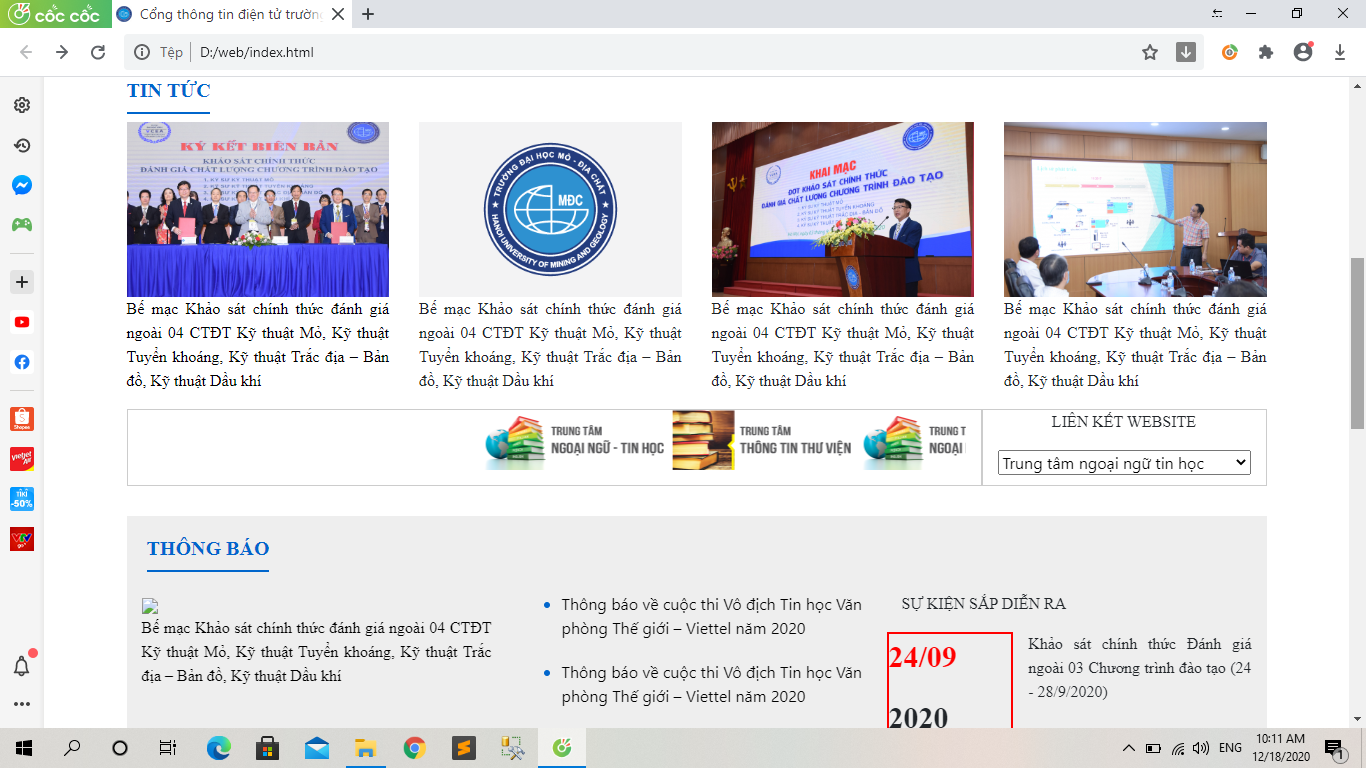 cốc cốc
Cổng thông tin điện tử trườn
Tệp
D:/web/index.html
TIN TỨC
KÝ KẾT BIÊN BẢN
KHẢO SÁT CHÍNH THỨC
ĐÁNH GIÁ CHẤT LƯỢNG CHƯƠNG TRÌNH ĐÀO TẠO
TRƯỜNG ĐẠI HỌC MỎ - ĐỊA CHẤT
MĐC
HANOI UNIVERSITY OF MINING AND GEOLOGY
KHAI MẠC
ĐỢT KHẢO SÁT CHÍNH THỨC
ĐÁNH GIÁ CHẤT LƯỢNG CHƯƠNG TRÌNH ĐÀO TẠO
Bế mạc Khảo sát chính thức đánh giá
ngoài 04 CTĐT Kỹ thuật Mỏ, Kỹ thuật
Tuyển khoáng, Kỹ thuật Trắc địa – Bản
đồ, Kỹ thuật Dầu khí
Bế mạc Khảo sát chính thức đánh giá
ngoài 04 CTĐT Kỹ thuật Mỏ, Kỹ thuật
Tuyển khoáng, Kỹ thuật Trắc địa – Bản
đồ, Kỹ thuật Dầu khí
Bế mạc Khảo sát chính thức đánh giá
ngoài 04 CTĐT Kỹ thuật Mỏ, Kỹ thuật
Tuyển khoáng, Kỹ thuật Trắc địa – Bản
đồ, Kỹ thuật Dầu khí
Bế mạc Khảo sát chính thức đánh giá
ngoài 04 CTĐT Kỹ thuật Mỏ, Kỹ thuật
Tuyển khoáng, Kỹ thuật Trắc địa – Bản
đồ, Kỹ thuật Dầu khí
TRUNG TÂM
NGOẠI NGỮ - TIN HỌC
TRUNG TÂM
THÔNG TIN THƯ VIỆN
TRUNG T
NGOẠI
LIÊN KẾT WEBSITE
Trung tâm ngoại ngữ tin học
Shopee
vietjet Air
TIKI
-50%
VTV
go
THÔNG BÁO
Bế mạc Khảo sát chính thức đánh giá ngoài 04 CTĐT
Kỹ thuật Mỏ, Kỹ thuật Tuyển khoáng, Kỹ thuật Trắc
địa – Bản đồ, Kỹ thuật Dầu khí
Thông báo về cuộc thi Vô địch Tin học Văn
phòng Thế giới – Viettel năm 2020
Thông báo về cuộc thi Vô địch Tin học Văn
phòng Thế giới – Viettel năm 2020
SỰ KIỆN SẮP DIỄN RA
24/09
2020
Khảo sát chính thức Đánh giá
ngoài 03 Chương trình đào tạo (24
- 28/9/2020)
ENG
10:11 AM
12/18/2020
1